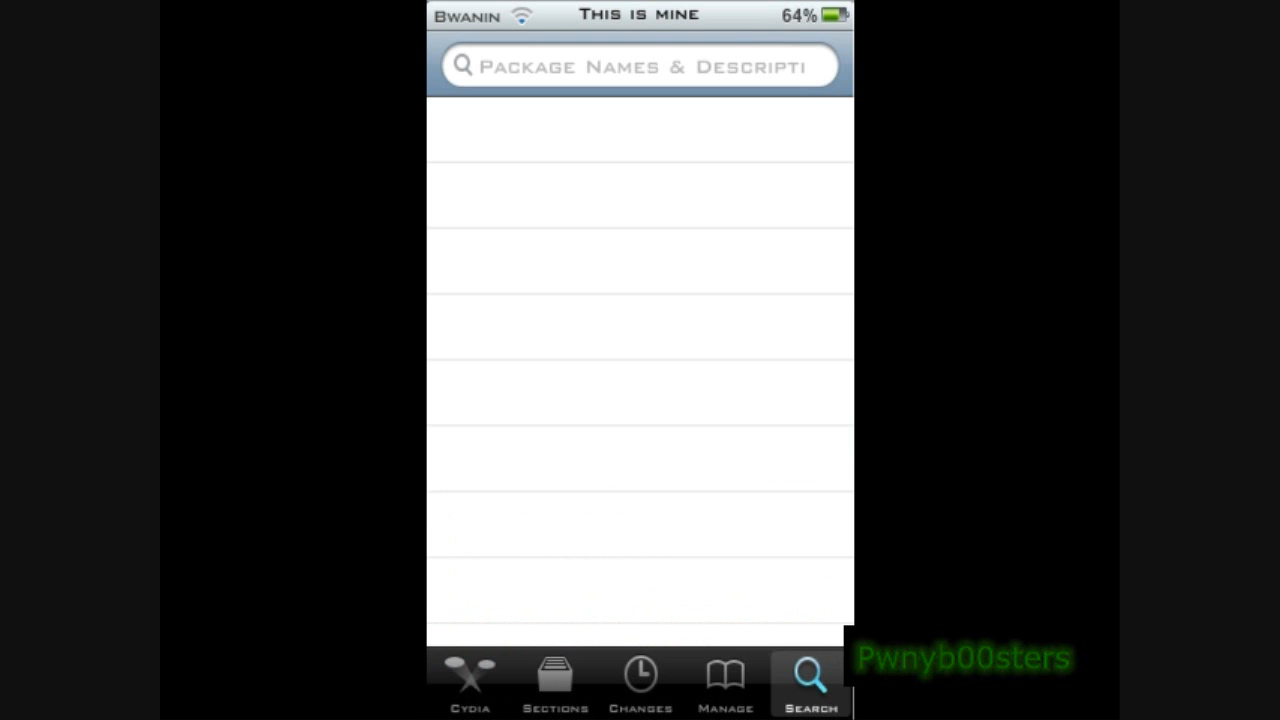 Bwanin This is mine 64%
Package Names & Descripti
Pwnyb00sters
Cydia Sections Changes Manage Search